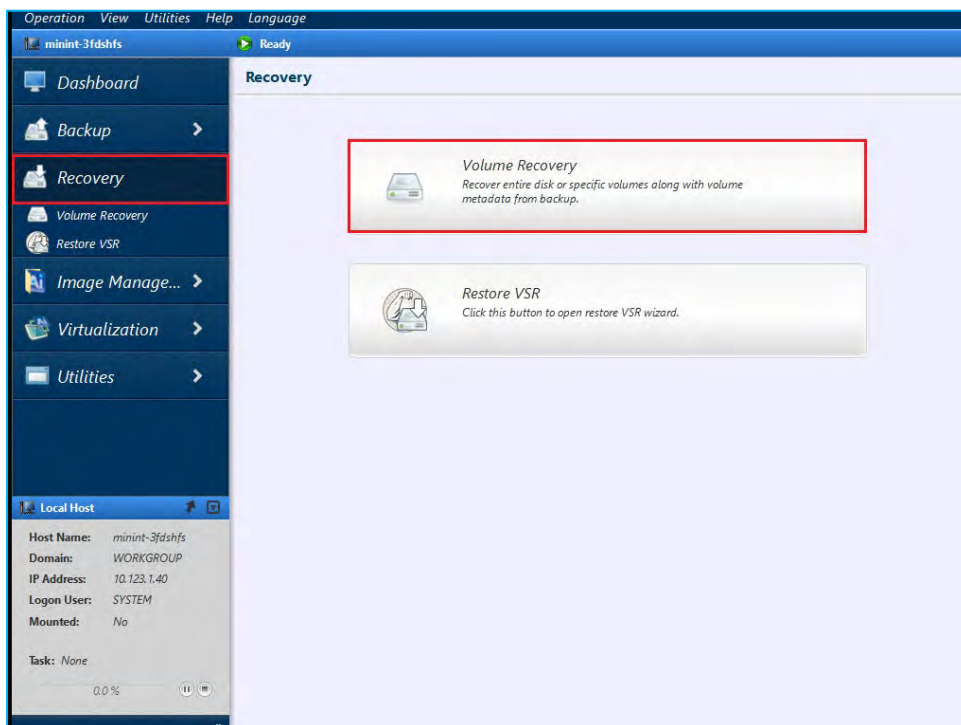 Operation View Utilities Help Language
minint-3fdshfs
Ready
Dashboard
Backup
Recovery
Volume Recovery
Restore VSR
Image Manage...
Virtualization
Utilities
Recovery
Volume Recovery
Recover entire disk or specific volumes along with volume
metadata from backup.
Restore VSR
Click this button to open restore VSR wizard.
Local Host
Host Name: minint-3fdshfs
Domain: WORKGROUP
IP Address: 10.123.1.40
Logon User: SYSTEM
Mounted: No
Task: None
0.0 %